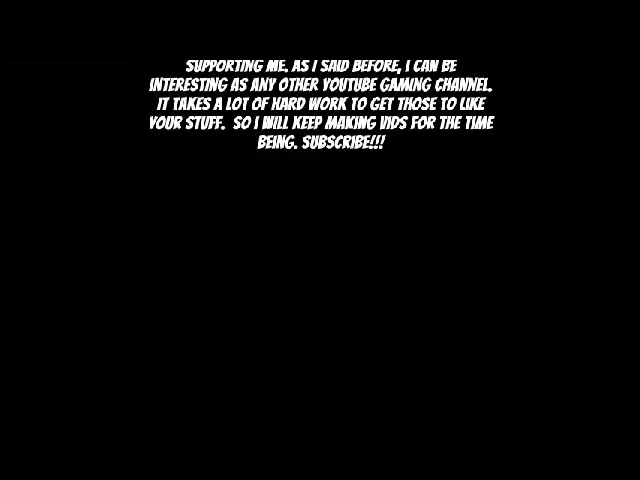 SUPPORTING ME. AS I SAID BEFORE, I CAN BE
INTERESTING AS ANY OTHER YOUTUBE GAMING CHANNEL.
IT TAKES A LOT OF HARD WORK TO GET THOSE TO LIKE
YOUR STUFF. SO I WILL KEEP MAKING VIDS FOR THE TIME
BEING. SUBSCRIBE!!!